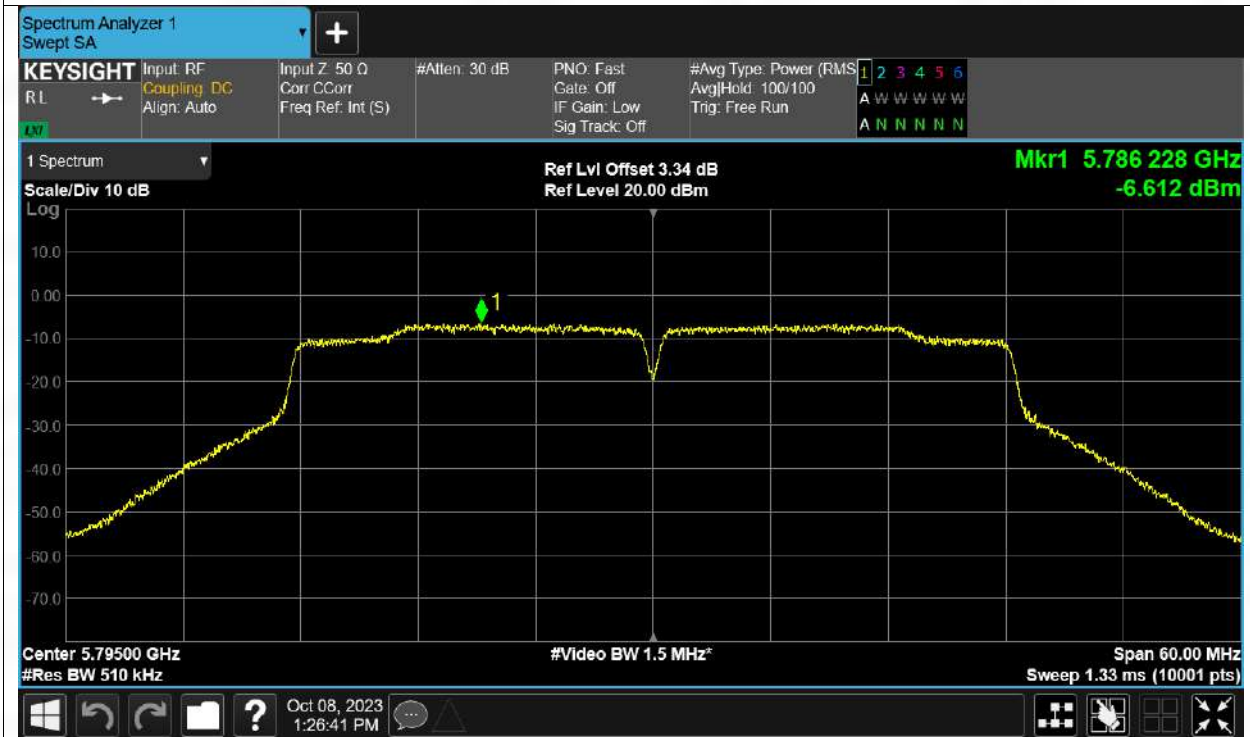 Spectrum Analyzer 1
Swept SA
+
KEYSIGHT
RL
LXI
Input: RF
Coupling: DC
Align: Auto
Input Z: 50 Ω
Corr CCorr
Freq Ref: Int (S)
#Atten: 30 dB
PNO: Fast
Gate: Off
IF Gain: Low
Sig Track: Off
#Avg Type: Power (RMS
Avg|Hold: 100/100
Trig: Free Run
1 2 3 4 5 6
A W W W W W
A N N N N N
1 Spectrum
Scale/Div 10 dB
Log
Ref Lvl Offset 3.34 dB
Ref Level 20.00 dBm
Mkr1 5.786 228 GHz
-6.612 dBm
10.0
0.00
-10.0
-20.0
-30.0
-40.0
-50.0
-60.0
-70.0
1
Center 5.79500 GHz
#Res BW 510 kHz
#Video BW 1.5 MHz*
Span 60.00 MHz
Sweep 1.33 ms (10001 pts)
?
Oct 08, 2023
1:26:41 PM